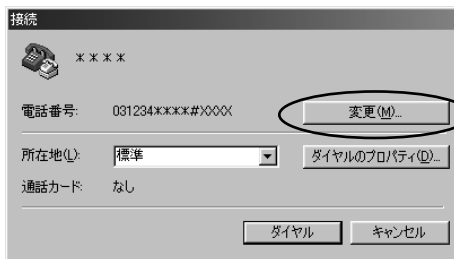 接続
****
電話番号: 031234****#XXXX 変更(M)...
所在地(L): 標準 ダイヤルのプロパティ(D)...
通話カード: なし
ダイヤル キャンセル